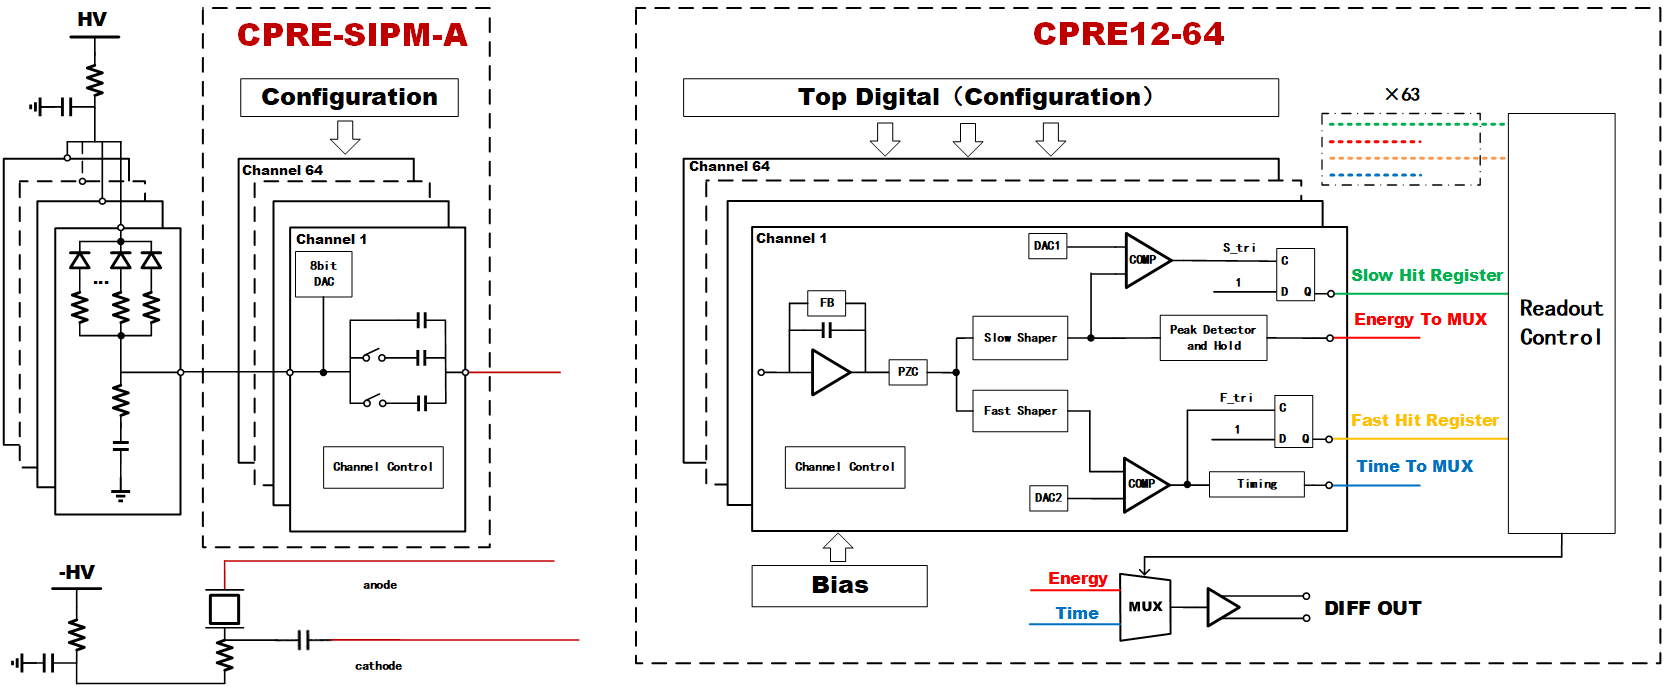 HV
CPRE-SIPM-A
Configuration
Channel 64
Channel 1
8bit
DAC
...
Channel Control
-HV
anode
cathode
CPRE12-64
Top Digital（Configuration）
×63
Channel 64
Channel 1
DAC1
COMP
S_tri
1
C
D Q
FB
PZC
Slow Shaper
Peak Detector
and Hold
Fast Shaper
F_tri
1
C
D Q
Channel Control
DAC2
COMP
Timing
Slow Hit Register
Energy To MUX
Fast Hit Register
Time To MUX
Readout
Control
Bias
Energy
Time
MUX
DIFF OUT